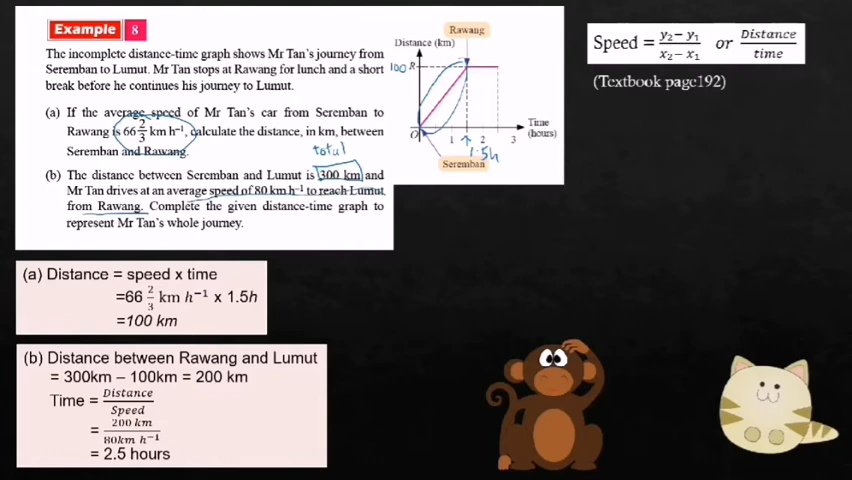 Example 8
The incomplete distance-time graph shows Mr Tan's journey from
Seremban to Lumut. Mr Tan stops at Rawang for lunch and a short
break before he continues his journey to Lumut.
(a) If the average speed of Mr Tan's car from Seremban to
Rawang is 66 2/3 km h⁻¹, calculate the distance, in km, between
Seremban and Rawang.
total
(b) The distance between Seremban and Lumut is 300 km and
Mr Tan drives at an average speed of 80 km h⁻¹ to reach Lumut
from Rawang. Complete the given distance-time graph to
represent Mr Tan's whole journey.
Rawang
Distance (km)
100 R
O 1 2 3
Time
(hours)
1.5h
Seremban
Speed = y₂− y₁ / x₂− x₁ or Distance / time
(Textbook page192)
(a) Distance = speed x time
=66 2/3 km h⁻¹ x 1.5h
=100 km
(b) Distance between Rawang and Lumut
= 300km – 100km = 200 km
Time = Distance / Speed
= 200 km / 80km h⁻¹
= 2.5 hours